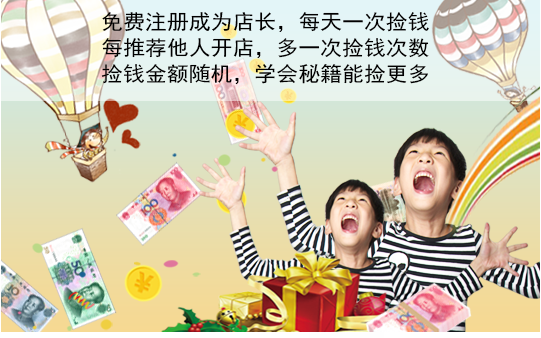 免费注册成为店长，每天一次捡钱
每推荐他人开店，多一次捡钱次数
捡钱金额随机，学会秘籍能捡更多